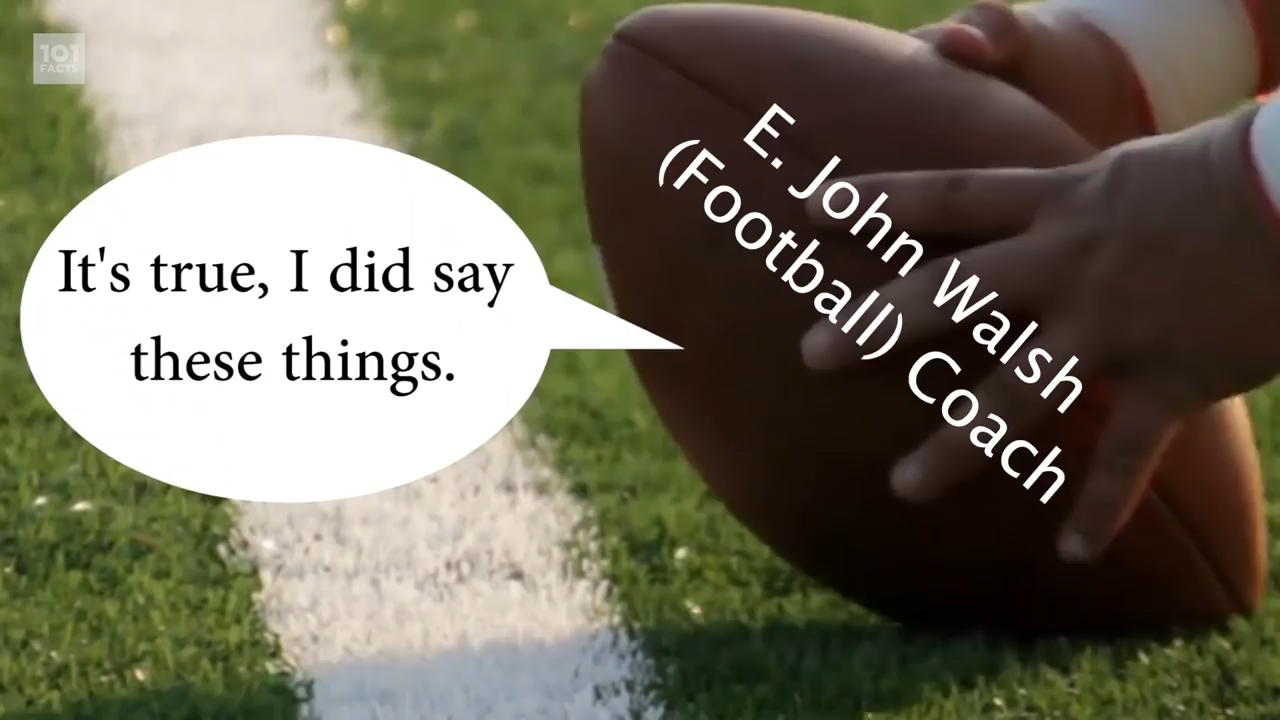 101
FACTS
It's true, I did say
these things.
E. John Walsh
(Football) Coach